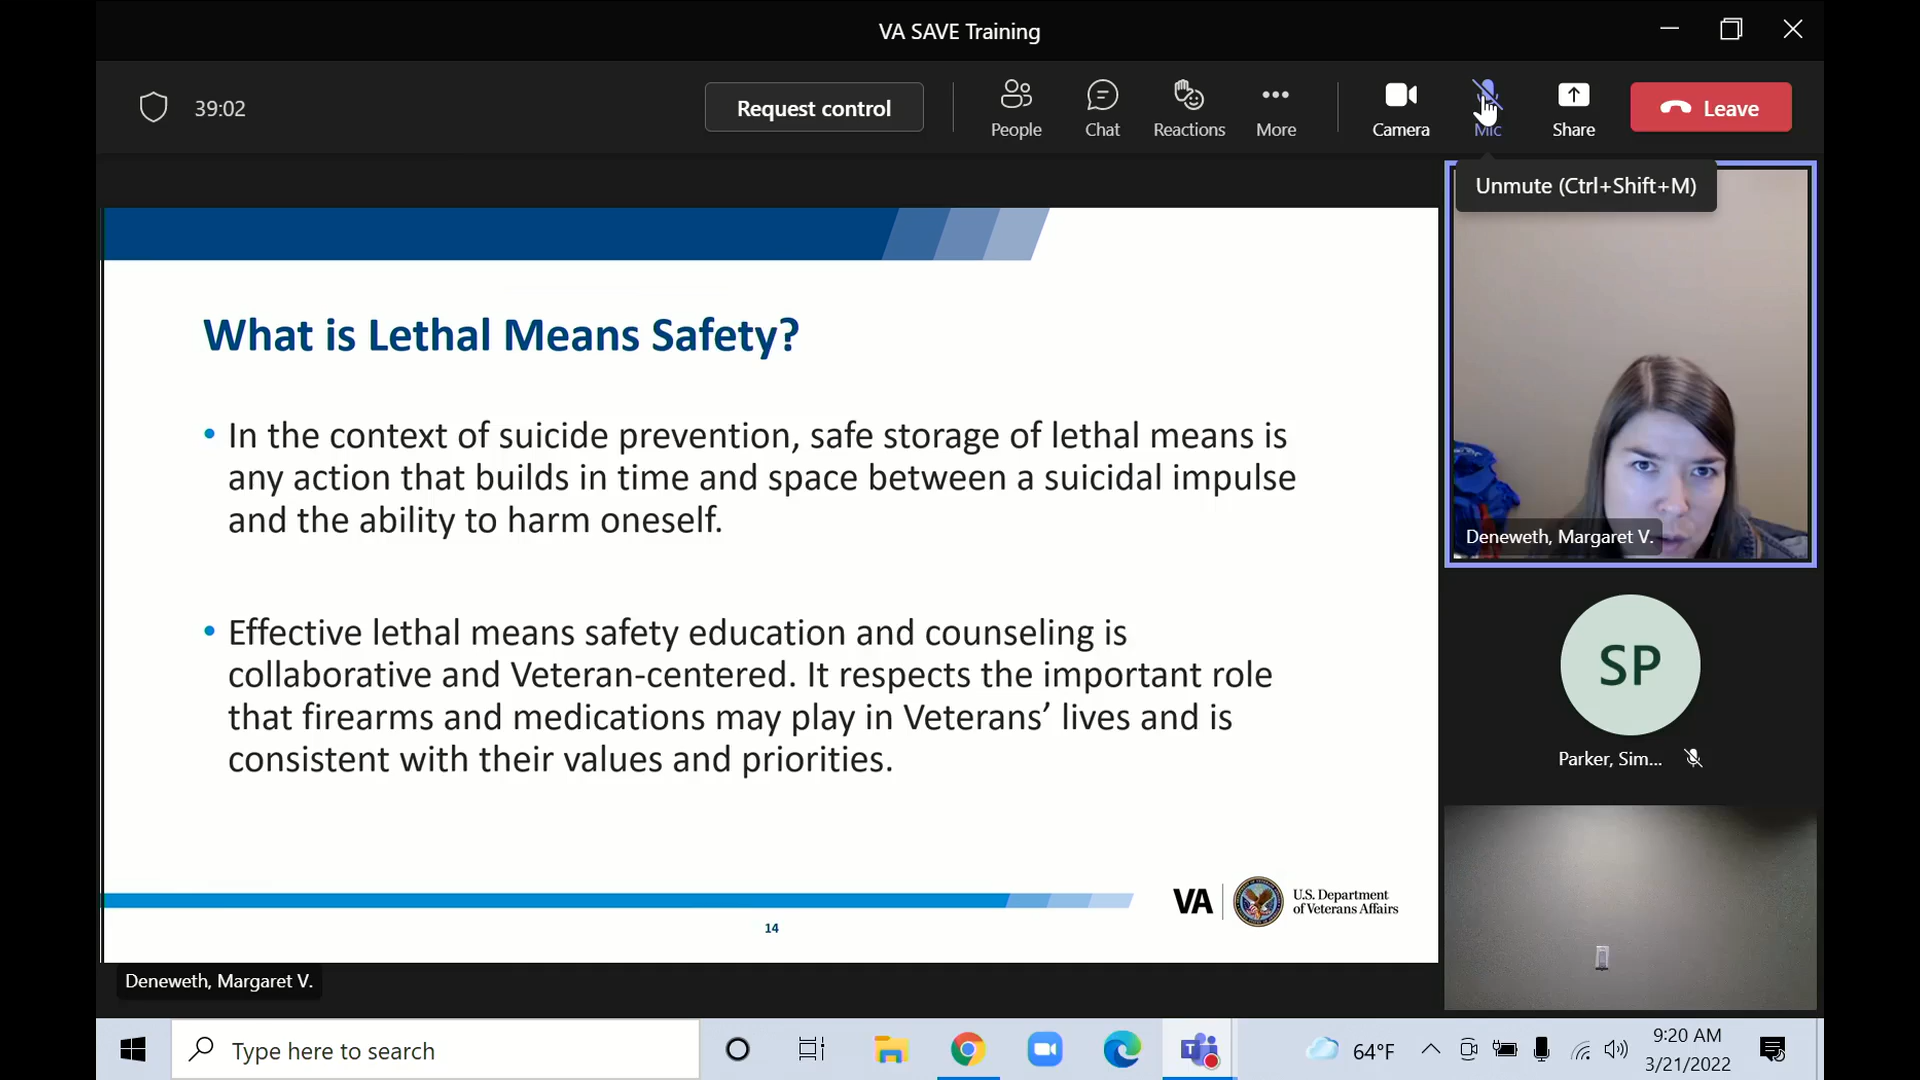 VA SAVE Training
39:02
Request control
People
Chat
Reactions
More
Camera
Mic
Share
Leave
Unmute (Ctrl+Shift+M)
What is Lethal Means Safety?
• In the context of suicide prevention, safe storage of lethal means is
any action that builds in time and space between a suicidal impulse
and the ability to harm oneself.
• Effective lethal means safety education and counseling is
collaborative and Veteran-centered. It respects the important role
that firearms and medications may play in Veterans’ lives and is
consistent with their values and priorities.
VA
U.S. Department
of Veterans Affairs
14
Deneweth, Margaret V.
Deneweth, Margaret V.
SP
Parker, Sim...
Type here to search
64°F
9:20 AM
3/21/2022